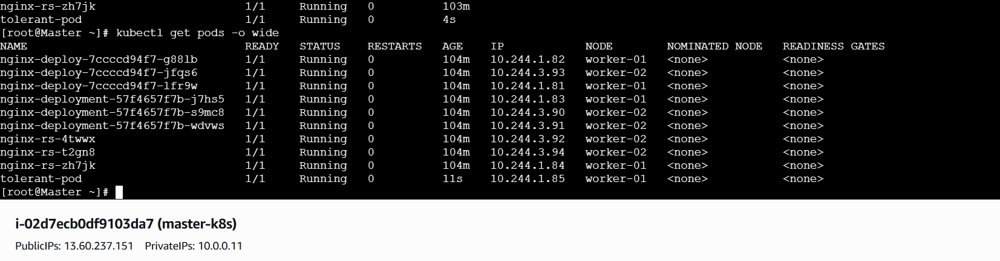 nginx-rs-zh7jk 1/1 Running 0 103m
tolerant-pod 1/1 Running 0 4s
[root@Master ~]# kubectl get pods -o wide
NAME READY STATUS RESTARTS AGE IP NODE NOMINATED NODE READINESS GATES
nginx-deploy-7ccccd94f7-g88lb 1/1 Running 0 104m 10.244.1.82 worker-01 <none> <none>
nginx-deploy-7ccccd94f7-jfqs6 1/1 Running 0 104m 10.244.3.93 worker-02 <none> <none>
nginx-deploy-7ccccd94f7-lfr9w 1/1 Running 0 104m 10.244.1.81 worker-01 <none> <none>
nginx-deployment-57f4657f7b-j7hs5 1/1 Running 0 104m 10.244.1.83 worker-01 <none> <none>
nginx-deployment-57f4657f7b-s9mc8 1/1 Running 0 104m 10.244.3.90 worker-02 <none> <none>
nginx-deployment-57f4657f7b-wdvws 1/1 Running 0 104m 10.244.3.91 worker-02 <none> <none>
nginx-rs-4twwx 1/1 Running 0 104m 10.244.3.92 worker-02 <none> <none>
nginx-rs-t2gn8 1/1 Running 0 104m 10.244.3.94 worker-02 <none> <none>
nginx-rs-zh7jk 1/1 Running 0 104m 10.244.1.84 worker-01 <none> <none>
tolerant-pod 1/1 Running 0 11s 10.244.1.85 worker-01 <none> <none>
[root@Master ~]#
i-02d7ecb0df9103da7 (master-k8s)
PublicIPs: 13.60.237.151 PrivateIPs: 10.0.0.11